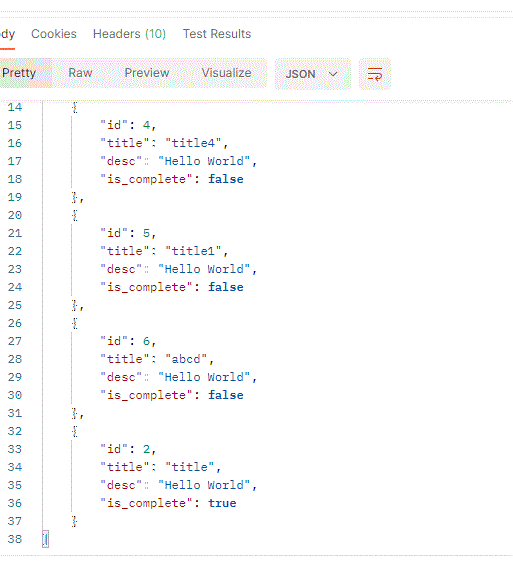 dy Cookies Headers (10) Test Results
Pretty Raw Preview Visualize JSON
14 {
15 "id": 4,
16 "title": "title4",
17 "desc": "Hello World",
18 "is_complete": false
19 },
20 {
21 "id": 5,
22 "title": "title1",
23 "desc": "Hello World",
24 "is_complete": false
25 },
26 {
27 "id": 6,
28 "title": "abcd",
29 "desc": "Hello World",
30 "is_complete": false
31 },
32 {
33 "id": 2,
34 "title": "title",
35 "desc": "Hello World",
36 "is_complete": true
37 }
38 ]